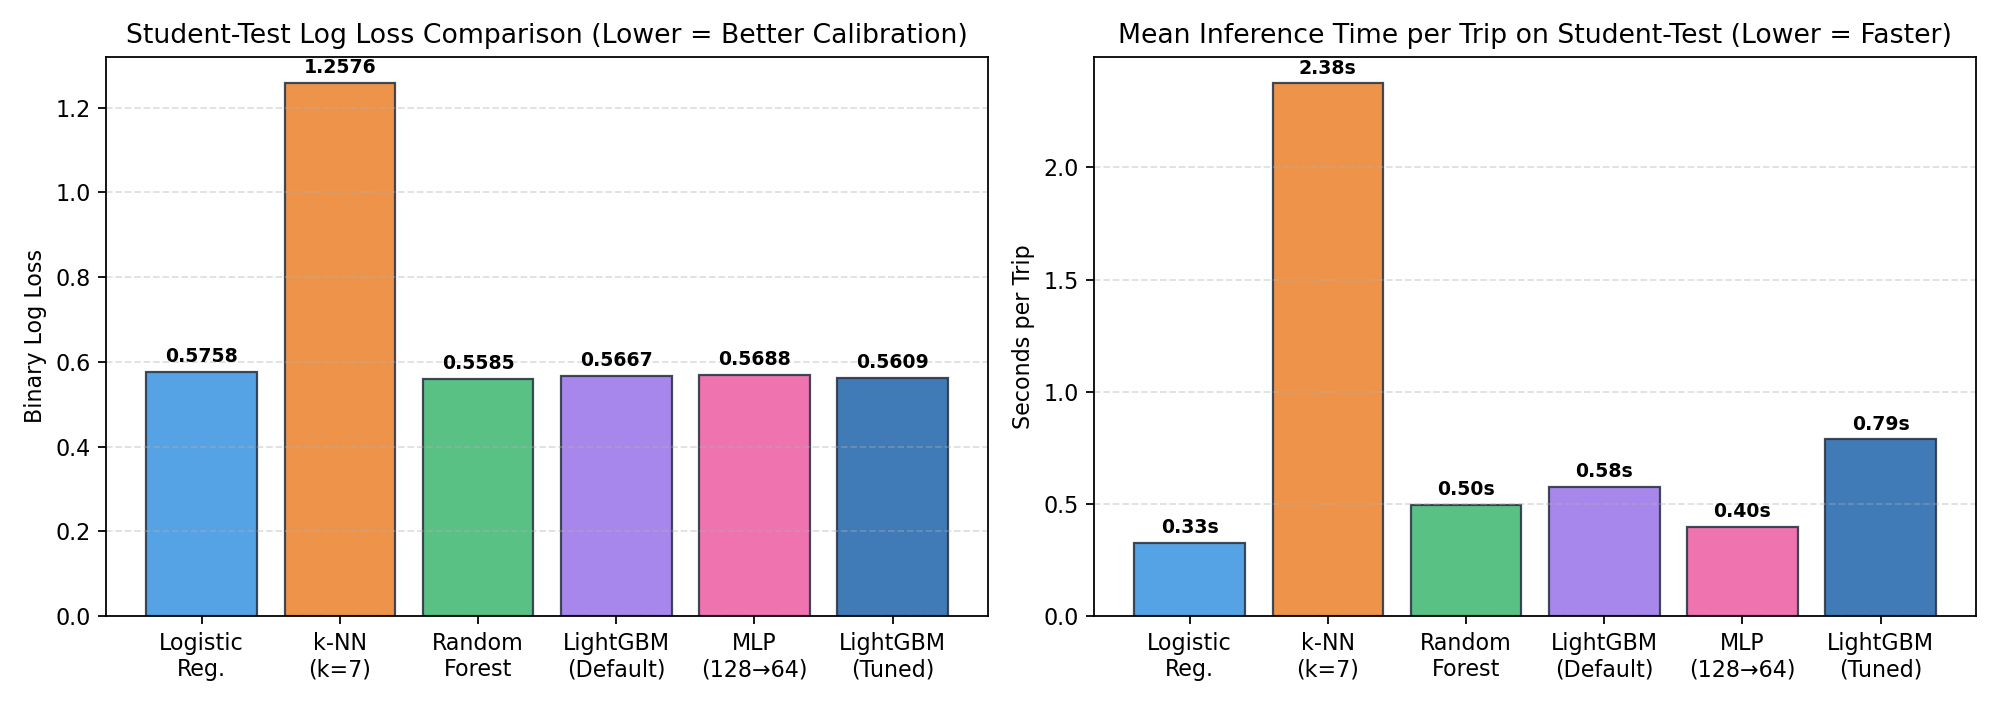 Student-Test Log Loss Comparison (Lower = Better Calibration)
Binary Log Loss
1.2
1.0
0.8
0.6
0.4
0.2
0.0
0.5758
1.2576
0.5585
0.5667
0.5688
0.5609
Logistic
Reg.
k-NN
(k=7)
Random
Forest
LightGBM
(Default)
MLP
(128→64)
LightGBM
(Tuned)
Mean Inference Time per Trip on Student-Test (Lower = Faster)
Seconds per Trip
2.0
1.5
1.0
0.5
0.0
0.33s
2.38s
0.50s
0.58s
0.40s
0.79s
Logistic
Reg.
k-NN
(k=7)
Random
Forest
LightGBM
(Default)
MLP
(128→64)
LightGBM
(Tuned)